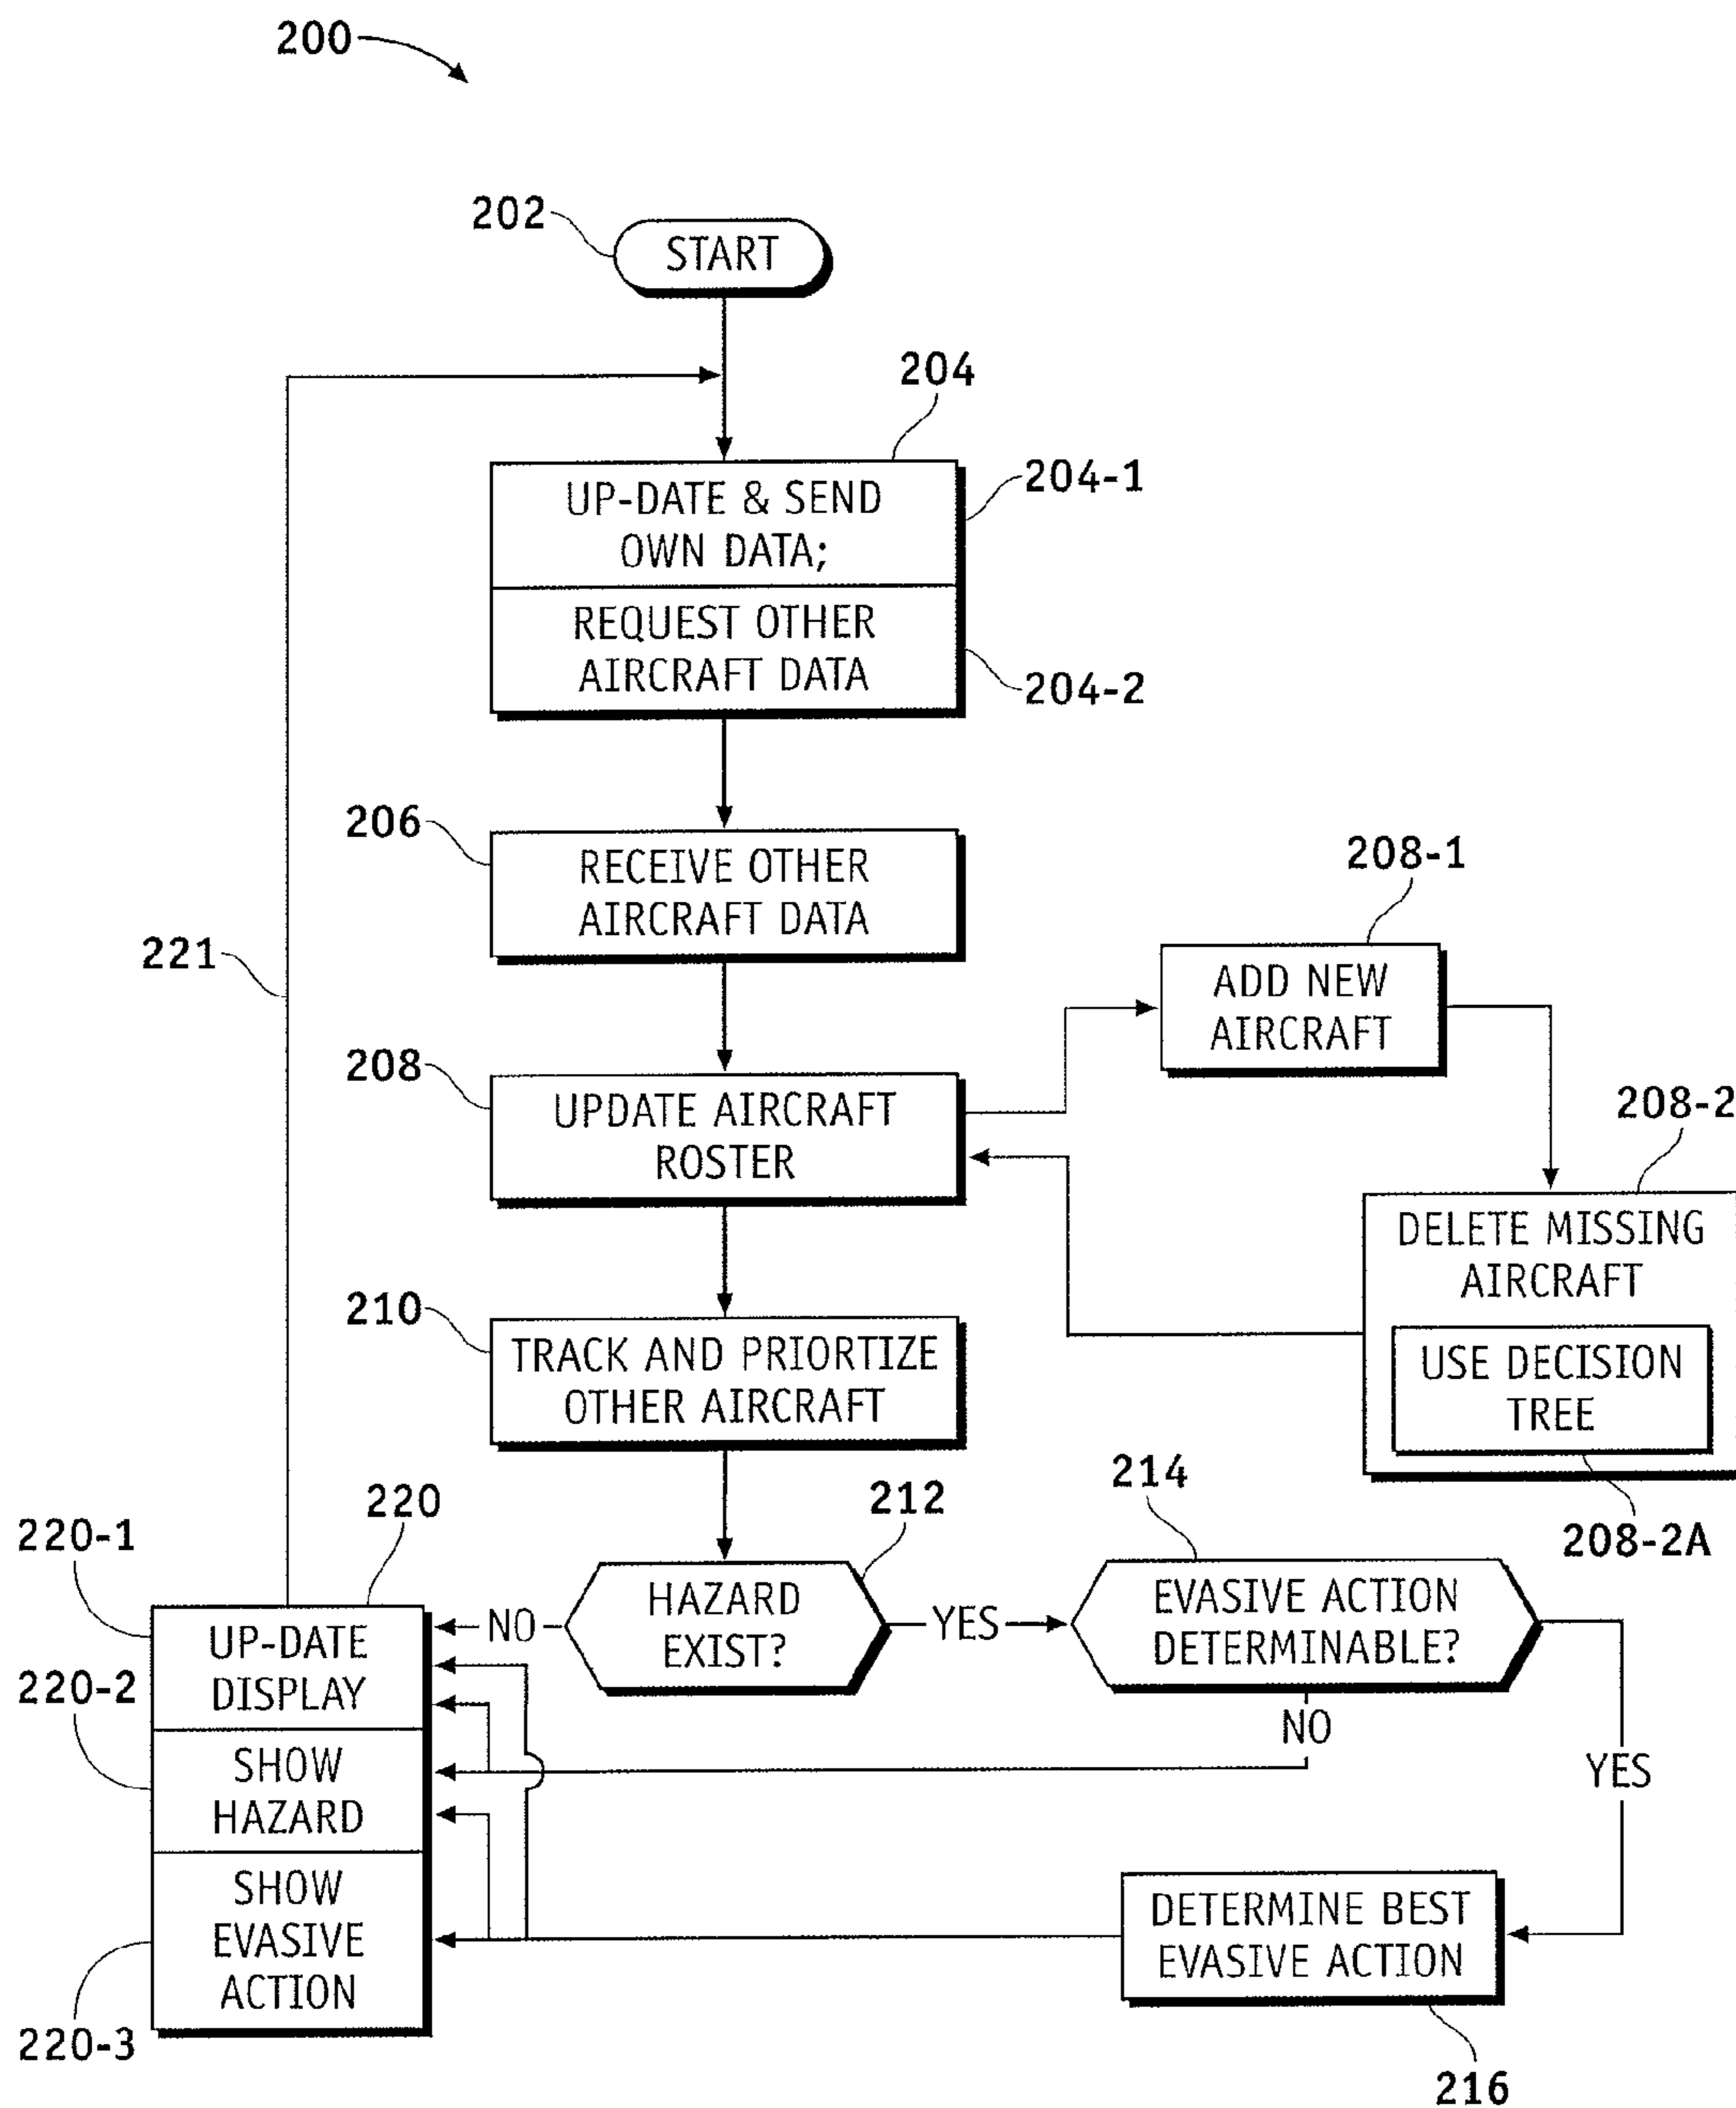 200
202
START
204
204-1
UP-DATE & SEND
OWN DATA;
REQUEST OTHER
AIRCRAFT DATA
204-2
206
RECEIVE OTHER
AIRCRAFT DATA
208-1
ADD NEW
AIRCRAFT
221
208
UPDATE AIRCRAFT
ROSTER
208-2
DELETE MISSING
AIRCRAFT
USE DECISION
TREE
208-2A
210
TRACK AND PRIORTIZE
OTHER AIRCRAFT
212
HAZARD
EXIST?
NO
YES
214
EVASIVE ACTION
DETERMINABLE?
NO
YES
220
220-1
UP-DATE
DISPLAY
220-2
SHOW
HAZARD
SHOW
EVASIVE
ACTION
220-3
DETERMINE BEST
EVASIVE ACTION
216